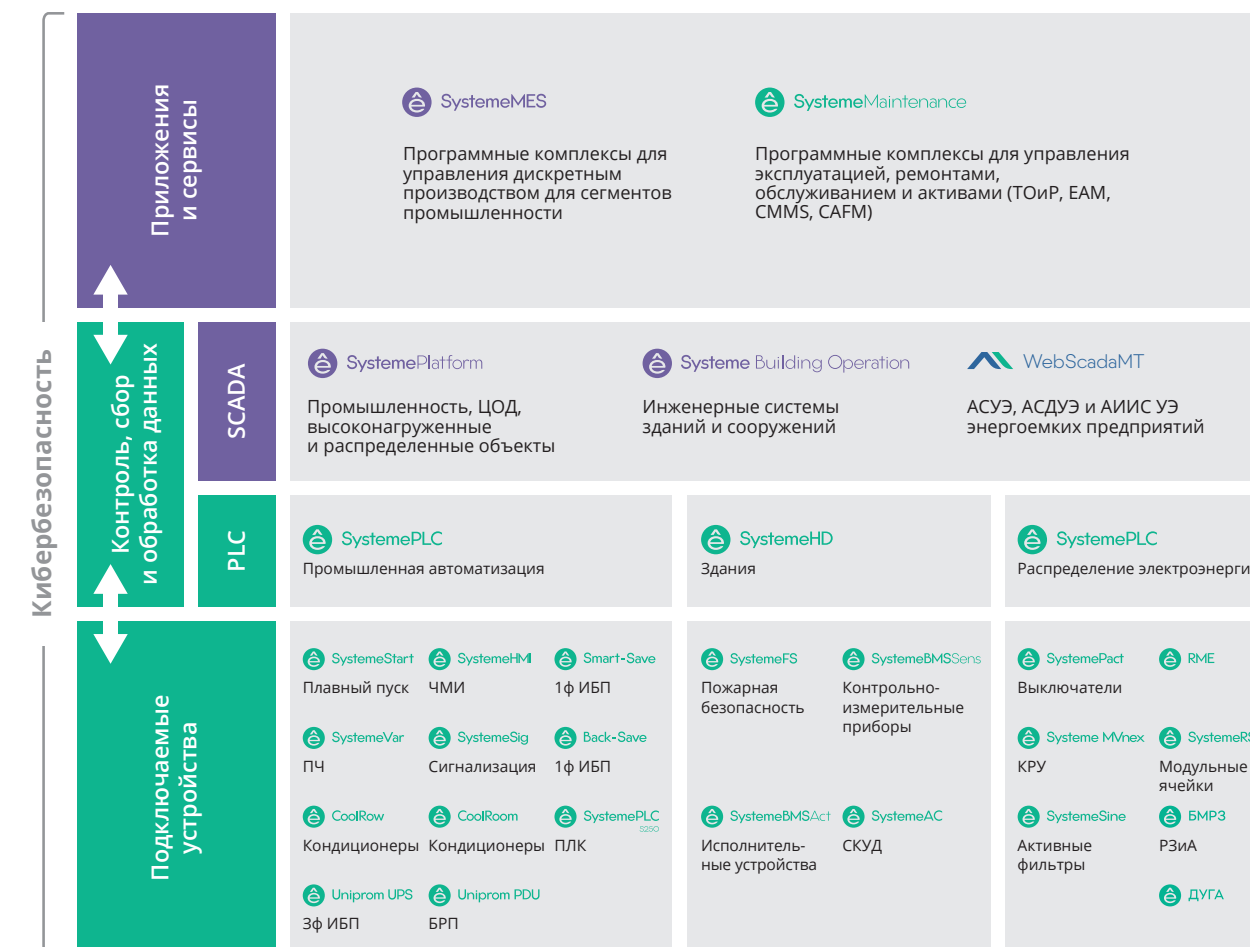 Кибербезопасность
Приложения
и сервисы
SystemeMES
Программные комплексы для
управления дискретным
производством для сегментов
промышленности
SystemeMaintenance
Программные комплексы для управления
эксплуатацией, ремонтами,
обслуживанием и активами (ТОиР, EAM,
CMMS, CAFM)
Контроль, сбор
и обработка данных
SCADA
SystemePlatform
Промышленность, ЦОД,
высоконагруженные
и распределенные объекты
Systeme Building Operation
Инженерные системы
зданий и сооружений
WebScadaMT
АСУЭ, АСДУЭ и АИИС УЭ
энергоемких предприятий
PLC
SystemePLC
Промышленная автоматизация
SystemeHD
Здания
SystemePLC
Распределение электроэнерги
Подключаемые
устройства
SystemeStart
Плавный пуск
SystemeHMI
ЧМИ
Smart-Save
1ф ИБП
SystemeVar
ПЧ
SystemeSig
Сигнализация
Back-Save
1ф ИБП
CoolRow
Кондиционеры
CoolRoom
Кондиционеры
SystemePLC
S250
ПЛК
Uniprom UPS
3ф ИБП
Uniprom PDU
БРП
SystemeFS
Пожарная
безопасность
SystemeBMSSens
Контрольно-
измерительные
приборы
SystemeBMSAct
Исполнитель-
ные устройства
SystemeAC
СКУД
SystemePact
Выключатели
RME
Systeme MVnex
КРУ
SystemeRS
Модульные
ячейки
SystemeSine
Активные
фильтры
БМРЗ
РЗиА
ДУГА